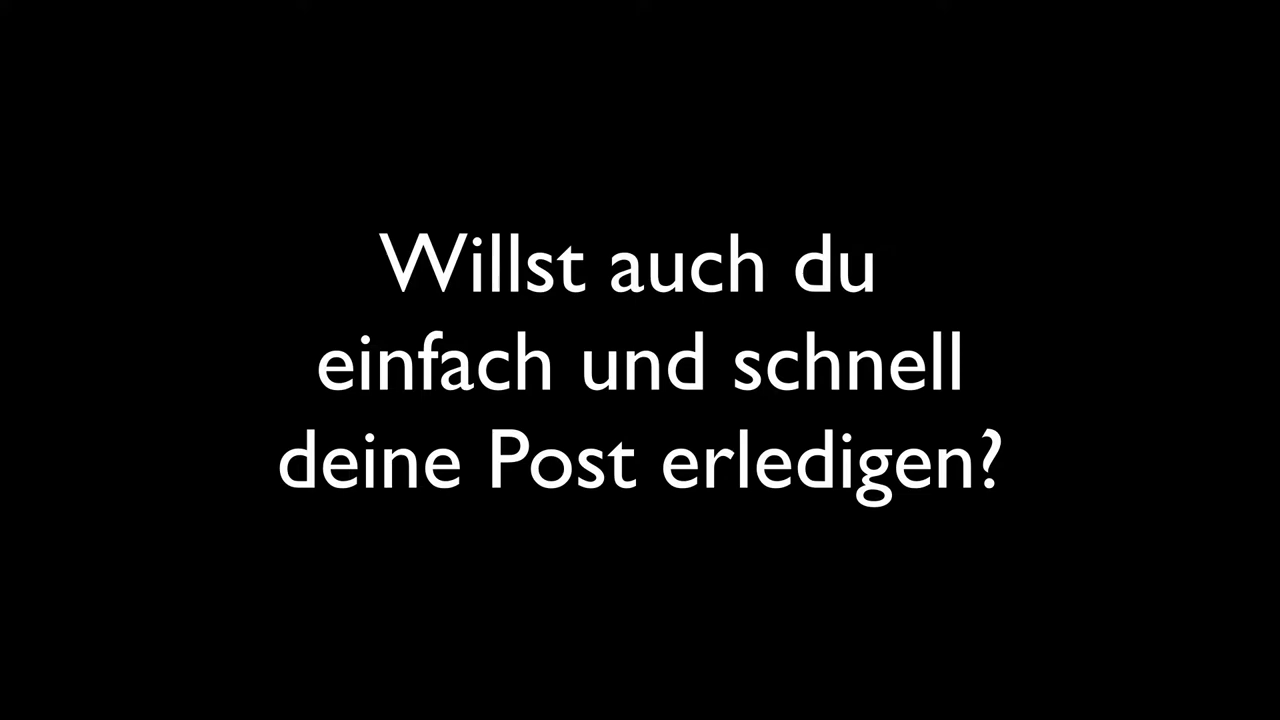 Willst auch du
einfach und schnell
deine Post erledigen?